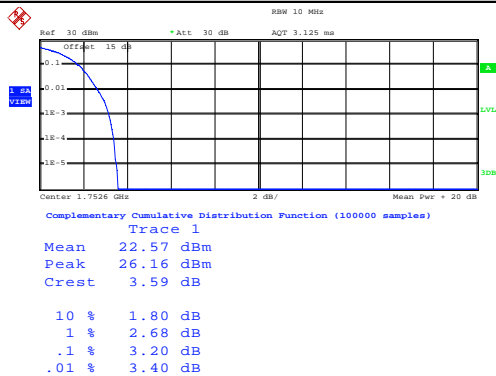 RBW 10 MHz
Ref 30 dBm *Att 30 dB AQT 3.125 ms
Offset 15 dB
0.1
A
0.01
1 SA
VIEW
1E-3
LVL
1E-4
1E-5
3DB
Center 1.7526 GHz 2 dB/ Mean Pwr + 20 dB
Complementary Cumulative Distribution Function (100000 samples)
Trace 1
Mean 22.57 dBm
Peak 26.16 dBm
Crest 3.59 dB
10 % 1.80 dB
1 % 2.68 dB
.1 % 3.20 dB
.01 % 3.40 dB